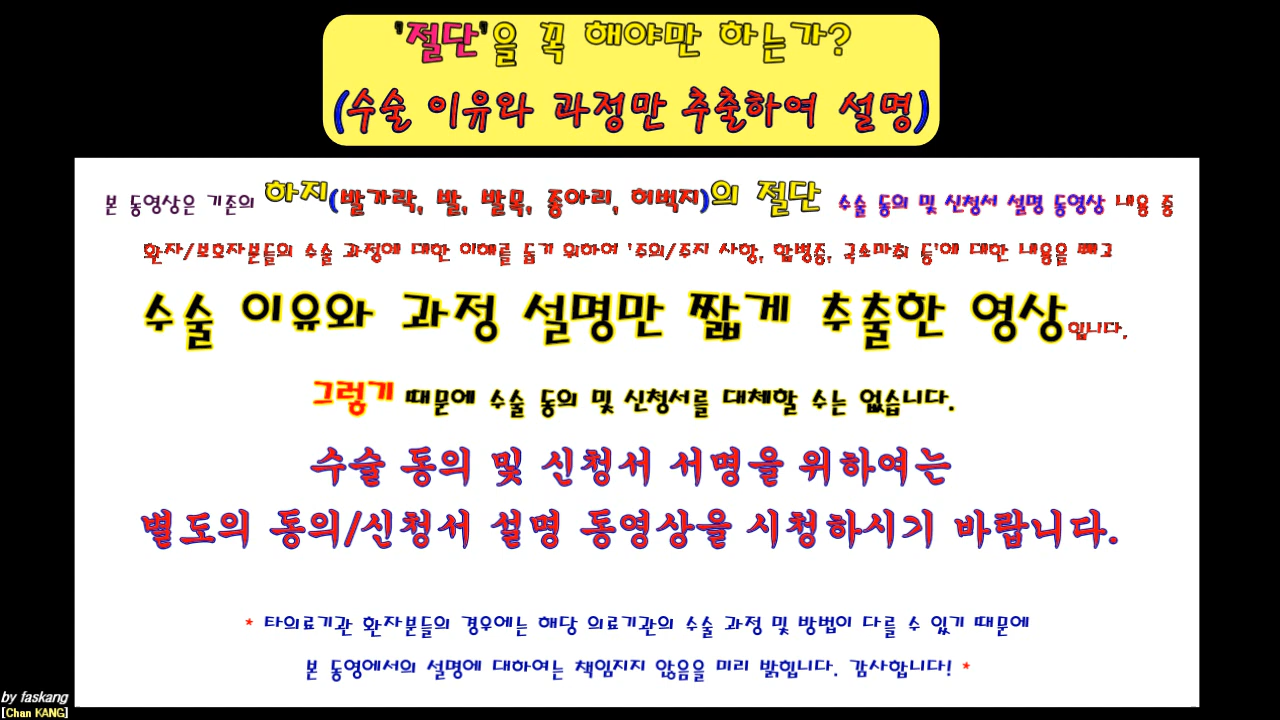 '절단'을 꼭 해야만 하는가?
(수술 이유와 과정만 추출하여 설명)
본 동영상은 기존의 하지(발가락, 발, 발목, 종아리, 허벅지)의 절단 수술 동의 및 신청서 설명 동영상 내용 중
환자/보호자분들의 수술 과정에 대한 이해를 돕기 위하여 '주의/주지 사항, 합병증, 국소마취 등'에 대한 내용을 빼고
수술 이유와 과정 설명만 짧게 추출한 영상입니다.
그렇기 때문에 수술 동의 및 신청서를 대체할 수는 없습니다.
수술 동의 및 신청서 서명을 위하여는
별도의 동의/신청서 설명 동영상을 시청하시기 바랍니다.
* 타의료기관 환자분들의 경우에는 해당 의료기관의 수술 과정 및 방법이 다를 수 있기 때문에
본 동영에서의 설명에 대하여는 책임지지 않음을 미리 밝힙니다. 감사합니다! *
by faskang
[Chan KANG]